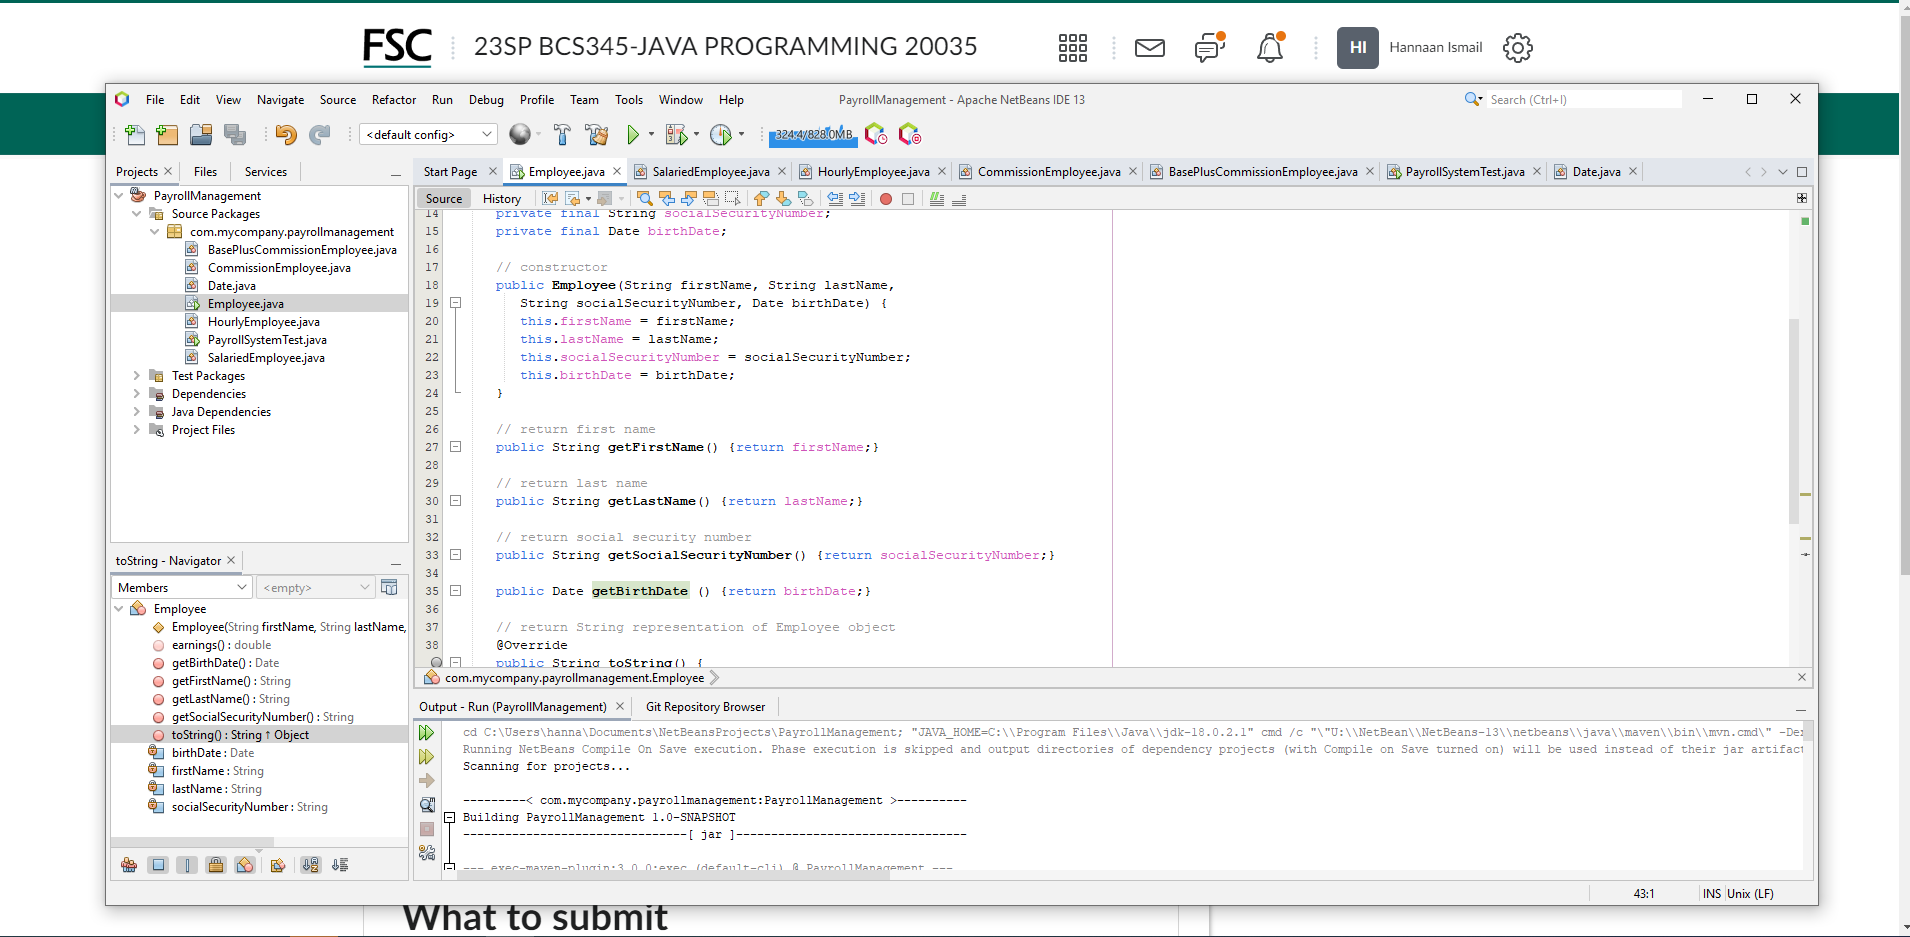 FSC 23SP BCS345-JAVA PROGRAMMING 20035 HI Hannaan Ismail
File Edit View Navigate Source Refactor Run Debug Profile Team Tools Window Help PayrollManagement - Apache NetBeans IDE 13 Search (Ctrl+I)
<default config> 324.4/828.0MB
Projects Files Services
PayrollManagement
Source Packages
com.mycompany.payrollmanagement
BasePlusCommissionEmployee.java
CommissionEmployee.java
Date.java
Employee.java
HourlyEmployee.java
PayrollSystemTest.java
SalariedEmployee.java
Test Packages
Dependencies
Java Dependencies
Project Files
toString - Navigator
Members <empty>
Employee
Employee(String firstName, String lastName,
earnings() : double
getBirthDate() : Date
getFirstName() : String
getLastName() : String
getSocialSecurityNumber() : String
toString() : String ↑ Object
birthDate : Date
firstName : String
lastName : String
socialSecurityNumber : String
Start Page Employee.java SalariedEmployee.java HourlyEmployee.java CommissionEmployee.java BasePlusCommissionEmployee.java PayrollSystemTest.java Date.java
Source History
14 private final String socialSecurityNumber;
15 private final Date birthDate;
16
17 // constructor
18 public Employee(String firstName, String lastName,
19 String socialSecurityNumber, Date birthDate) {
20 this.firstName = firstName;
21 this.lastName = lastName;
22 this.socialSecurityNumber = socialSecurityNumber;
23 this.birthDate = birthDate;
24 }
25
26 // return first name
27 public String getFirstName() {return firstName;}
28
29 // return last name
30 public String getLastName() {return lastName;}
31
32 // return social security number
33 public String getSocialSecurityNumber() {return socialSecurityNumber;}
34
35 public Date getBirthDate () {return birthDate;}
36
37 // return String representation of Employee object
38 @Override
public String toString() {
com.mycompany.payrollmanagement.Employee
Output - Run (PayrollManagement) Git Repository Browser
cd C:\Users\hanna\Documents\NetBeansProjects\PayrollManagement; "JAVA_HOME=C:\\Program Files\\Java\\jdk-18.0.2.1" cmd /c "\"U:\\NetBean\\NetBeans-13\\netbeans\\java\\maven\\bin\\mvn.cmd\" -De
Running NetBeans Compile On Save execution. Phase execution is skipped and output directories of dependency projects (with Compile on Save turned on) will be used instead of their jar artifact
Scanning for projects...
---------< com.mycompany.payrollmanagement:PayrollManagement >----------
Building PayrollManagement 1.0-SNAPSHOT
--------------------------------[ jar ]---------------------------------
--- exec-maven-plugin:3.0.0:exec (default-cli) @ PayrollManagement ---
43:1 INS Unix (LF)
What to submit